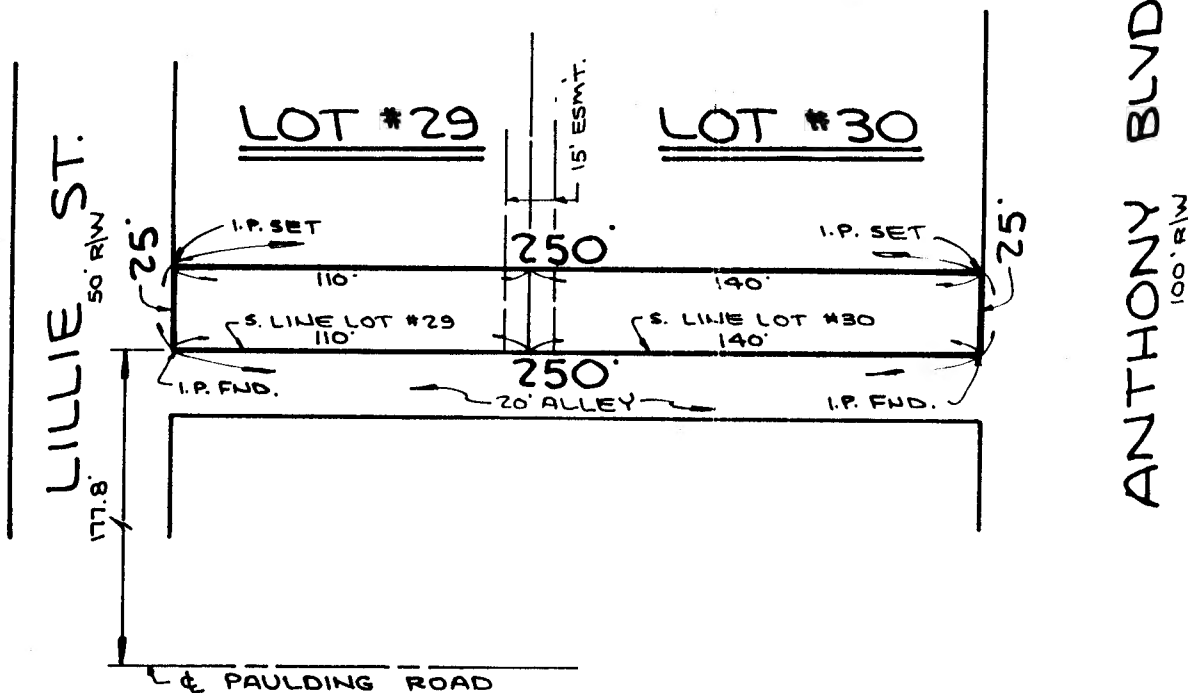 LOT #29
LOT #30
15' ESM'T.
LILLIE ST.
50' R/W
ANTHONY BLVD
100' R/W
25'
I.P. SET
250'
I.P. SET
25'
110'
140'
S. LINE LOT #29
110'
S. LINE LOT #30
140'
250'
I.P. FND.
20' ALLEY
I.P. FND.
177.8'
℄ PAULDING ROAD